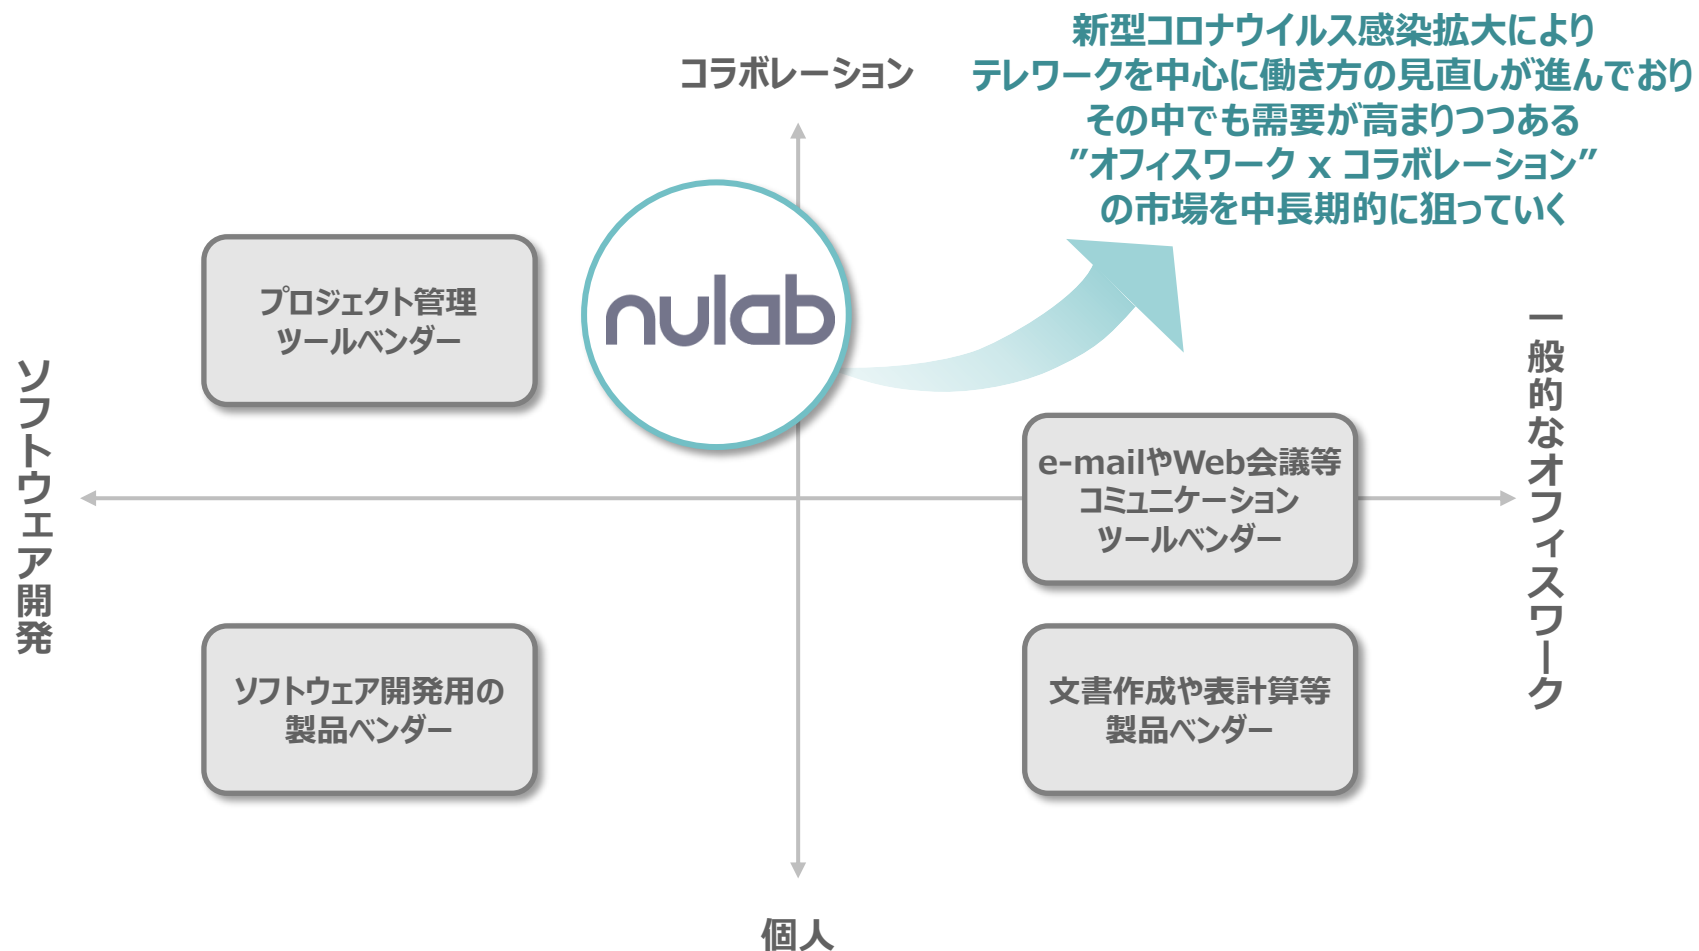 新型コロナウイルス感染拡大により
テレワークを中心に働き方の見直しが進んでおり
その中でも需要が高まりつつある
”オフィスワーク x コラボレーション”
の市場を中長期的に狙っていく
コラボレーション
nulab
プロジェクト管理
ツールベンダー
ソフトウェア開発
一般的なオフィスワーク
e-mailやWeb会議等
コミュニケーション
ツールベンダー
ソフトウェア開発用の
製品ベンダー
文書作成や表計算等
製品ベンダー
個人